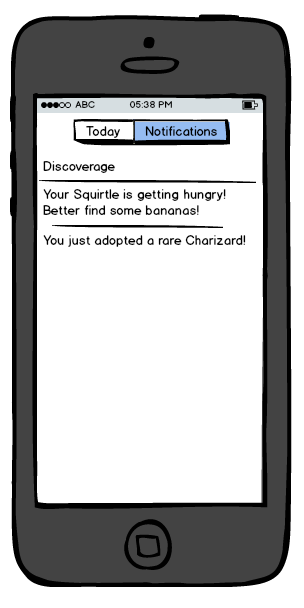 ABC 05:38 PM
Today Notifications
Discoverage
Your Squirtle is getting hungry!
Better find some bananas!
You just adopted a rare Charizard!